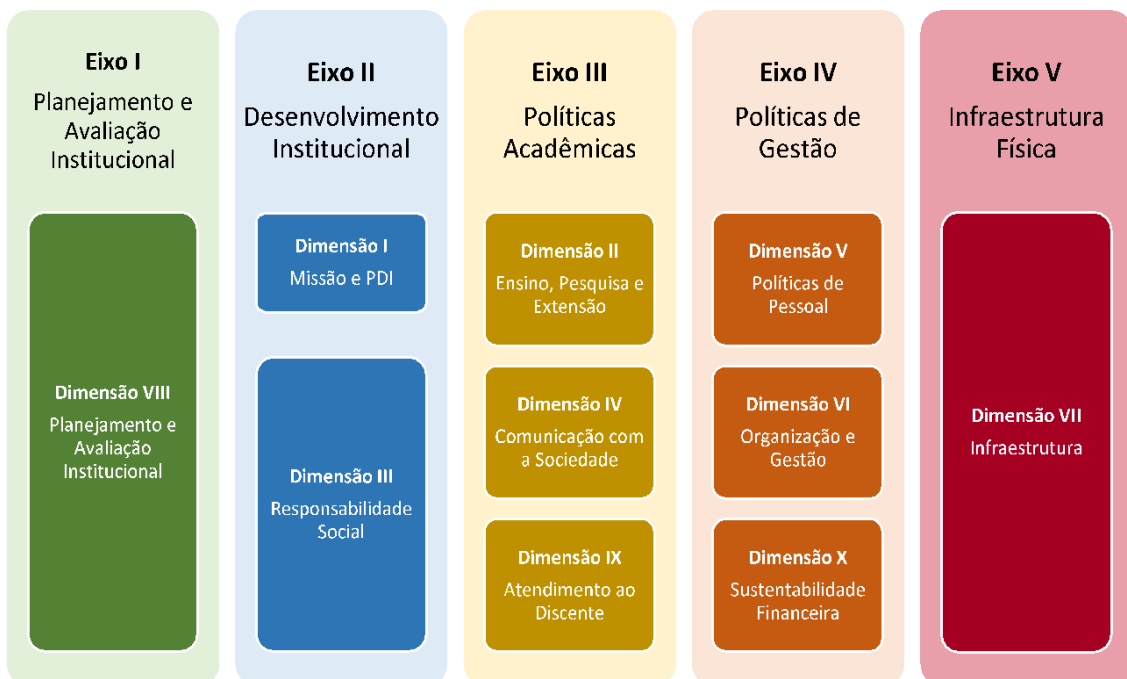 Eixo I
Planejamento e
Avaliação
Institucional
Dimensão VIII
Planejamento e
Avaliação
Institucional
Eixo II
Desenvolvimento
Institucional
Dimensão I
Missão e PDI
Dimensão III
Responsabilidade
Social
Eixo III
Políticas
Acadêmicas
Dimensão II
Ensino, Pesquisa e
Extensão
Dimensão IV
Comunicação com
a Sociedade
Dimensão IX
Atendimento ao
Discente
Eixo IV
Políticas de
Gestão
Dimensão V
Políticas de
Pessoal
Dimensão VI
Organização e
Gestão
Dimensão X
Sustentabilidade
Financeira
Eixo V
Infraestrutura
Física
Dimensão VII
Infraestrutura